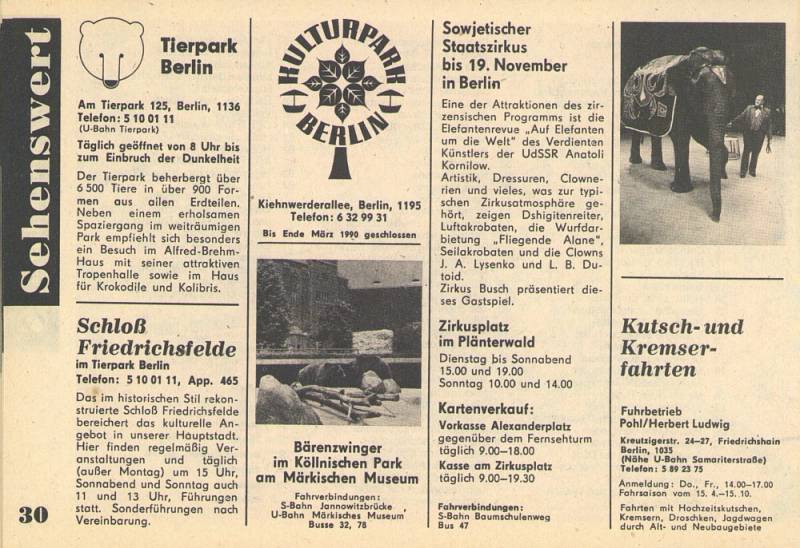 Sehenswert
30
Tierpark
Berlin
Am Tierpark 125, Berlin, 1136
Telefon: 5 10 01 11
(U-Bahn Tierpark)
Täglich geöffnet von 8 Uhr bis
zum Einbruch der Dunkelheit
Der Tierpark beherbergt über
6 500 Tiere in über 900 For-
men aus allen Erdteilen.
Neben einem erholsamen
Spaziergang im weiträumigen
Park empfiehlt sich besonders
ein Besuch im Alfred-Brehm-
Haus mit seiner attraktiven
Tropenhalle sowie im Haus
für Krokodile und Kolibris.
Schloß
Friedrichsfelde
im Tierpark Berlin
Telefon: 5 10 01 11, App. 465
Das im historischen Stil rekon-
struierte Schloß Friedrichsfelde
bereichert das kulturelle An-
gebot in unserer Hauptstadt.
Hier finden regelmäßig Ver-
anstaltungen und täglich
(außer Montag) um 15 Uhr,
Sonnabend und Sonntag auch
11 und 13 Uhr, Führungen
statt. Sonderführungen nach
Vereinbarung.
KULTURPARK
BERLIN
Kiehnwerderallee, Berlin, 1195
Telefon: 6 32 99 31
Bis Ende März 1990 geschlossen
Bärenzwinger
im Köllnischen Park
am Märkischen Museum
Fahrverbindungen:
S-Bahn Jannowitzbrücke
U-Bahn Märkisches Museum
Busse 32, 78
Sowjetischer
Staatszirkus
bis 19. November
in Berlin
Eine der Attraktionen des zir-
zensischen Programms ist die
Elefantenrevue „Auf Elefanten
um die Welt" des Verdienten
Künstlers der UdSSR Anatoli
Kornilow.
Artistik, Dressuren, Clowne-
rien und vieles, was zur typi-
schen Zirkusatmosphäre ge-
hört, zeigen Dshigitenreiter,
Luftakrobaten, die Wurfdar-
bietung „Fliegende Alane",
Seilakrobaten und die Clowns
J. A. Lysenko und L. B. Du-
toid.
Zirkus Busch präsentiert die-
ses Gastspiel.
Zirkusplatz
im Plänterwald
Dienstag bis Sonnabend
15.00 und 19.00
Sonntag 10.00 und 14.00
Kartenverkauf:
Vorkasse Alexanderplatz
gegenüber dem Fernsehturm
täglich 9.00–18.00
Kasse am Zirkusplatz
täglich 9.00–19.30
Fahrverbindungen:
S-Bahn Baumschulenweg
Bus 47
Kutsch- und
Kremser-
fahrten
Fuhrbetrieb
Pohl/Herbert Ludwig
Kreutzigerstr. 24–27, Friedrichshain
Berlin, 1035
(Nähe U-Bahn Samariterstraße)
Telefon: 5 89 23 75
Anmeldung: Do., Fr., 14.00-17.00
Fahrsaison vom 15. 4.–15. 10.
Fahrten mit Hochzeitskutschen,
Kremsern, Droschken, Jagdwagen
durch Alt- und Neubaugebiete